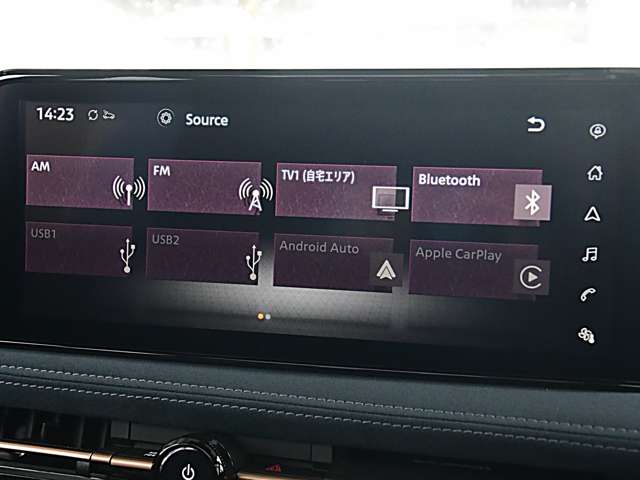 14:23
Source
AM
FM
TV1 (自宅エリア)
Bluetooth
USB1
USB2
Android Auto
Apple CarPlay